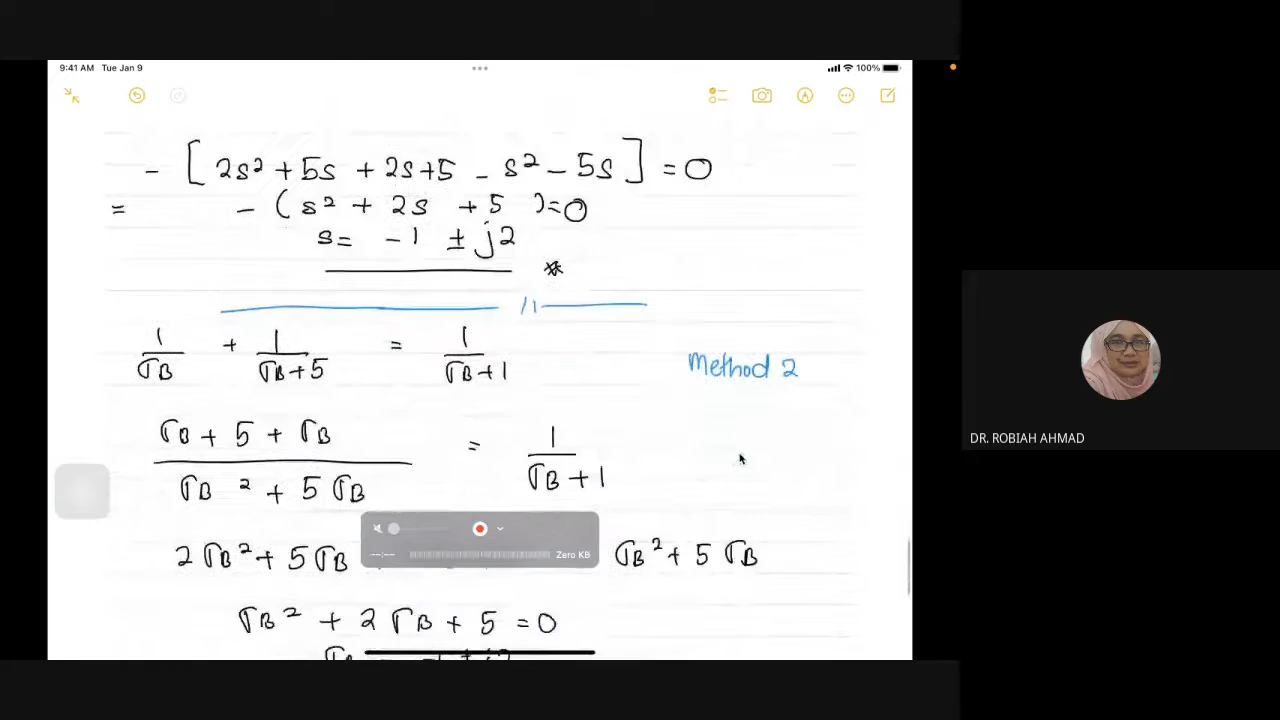 9:41 AM Tue Jan 9
100%
- [ 2s² + 5s + 2s + 5 - s² - 5s ] = 0
= - ( s² + 2s + 5 ) = 0
s = -1 ± j2
*
1/σB + 1/(σB + 5) = 1/(σB + 1)
Method 2
(σB + 5 + σB)/(σB² + 5σB) = 1/(σB + 1)
2σB² + 5σB σB² + 5σB
Zero KB
σB² + 2σB + 5 = 0
DR. ROBIAH AHMAD